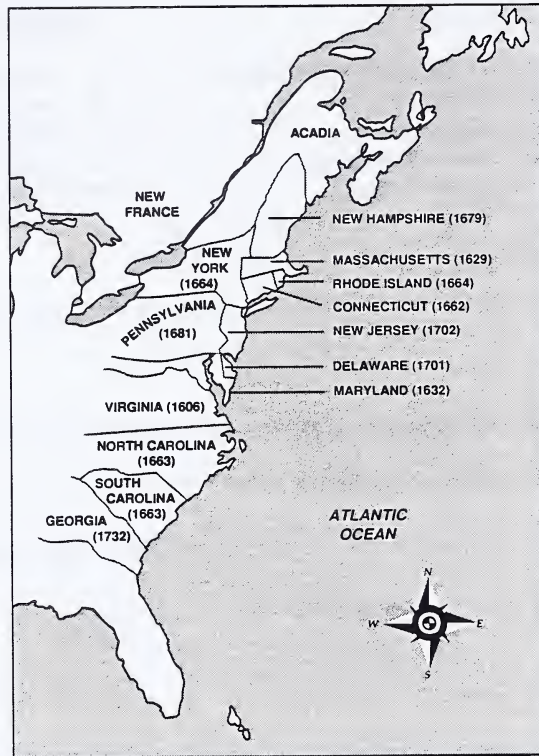 ACADIA
NEW
FRANCE
NEW HAMPSHIRE (1679)
NEW
YORK
(1664)
MASSACHUSETTS (1629)
RHODE ISLAND (1664)
CONNECTICUT (1662)
PENNSYLVANIA
(1681)
NEW JERSEY (1702)
DELAWARE (1701)
MARYLAND (1632)
VIRGINIA (1606)
NORTH CAROLINA
(1663)
SOUTH
CAROLINA
(1663)
GEORGIA
(1732)
ATLANTIC
OCEAN
N
W
E
S